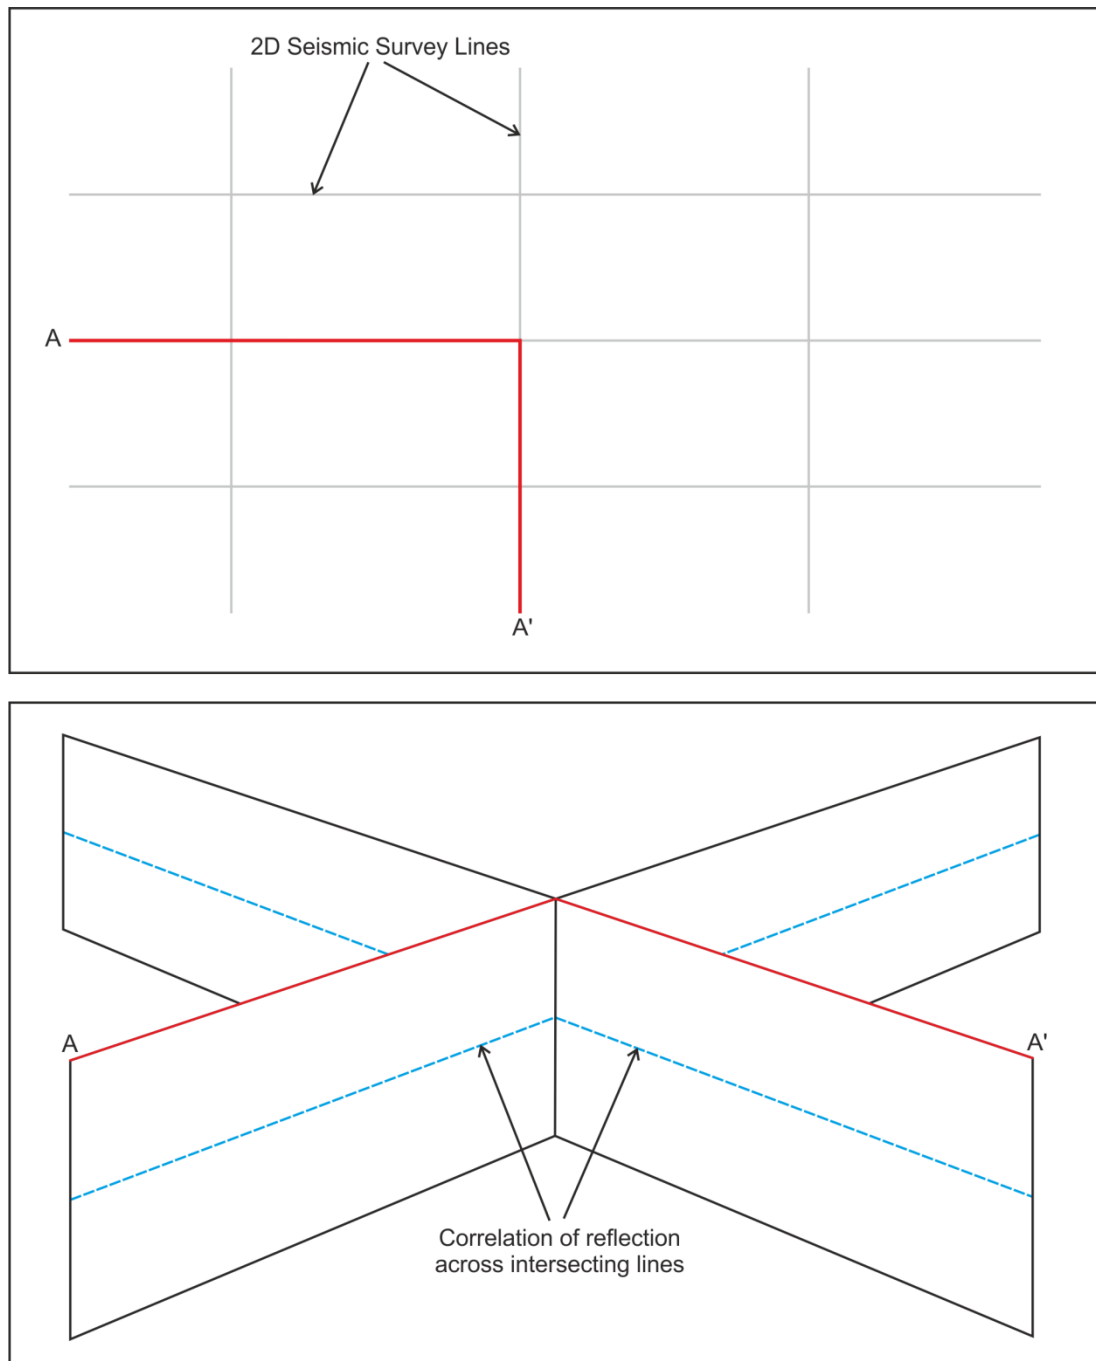 2D Seismic Survey Lines
A
A'
A
A'
Correlation of reflection
across intersecting lines